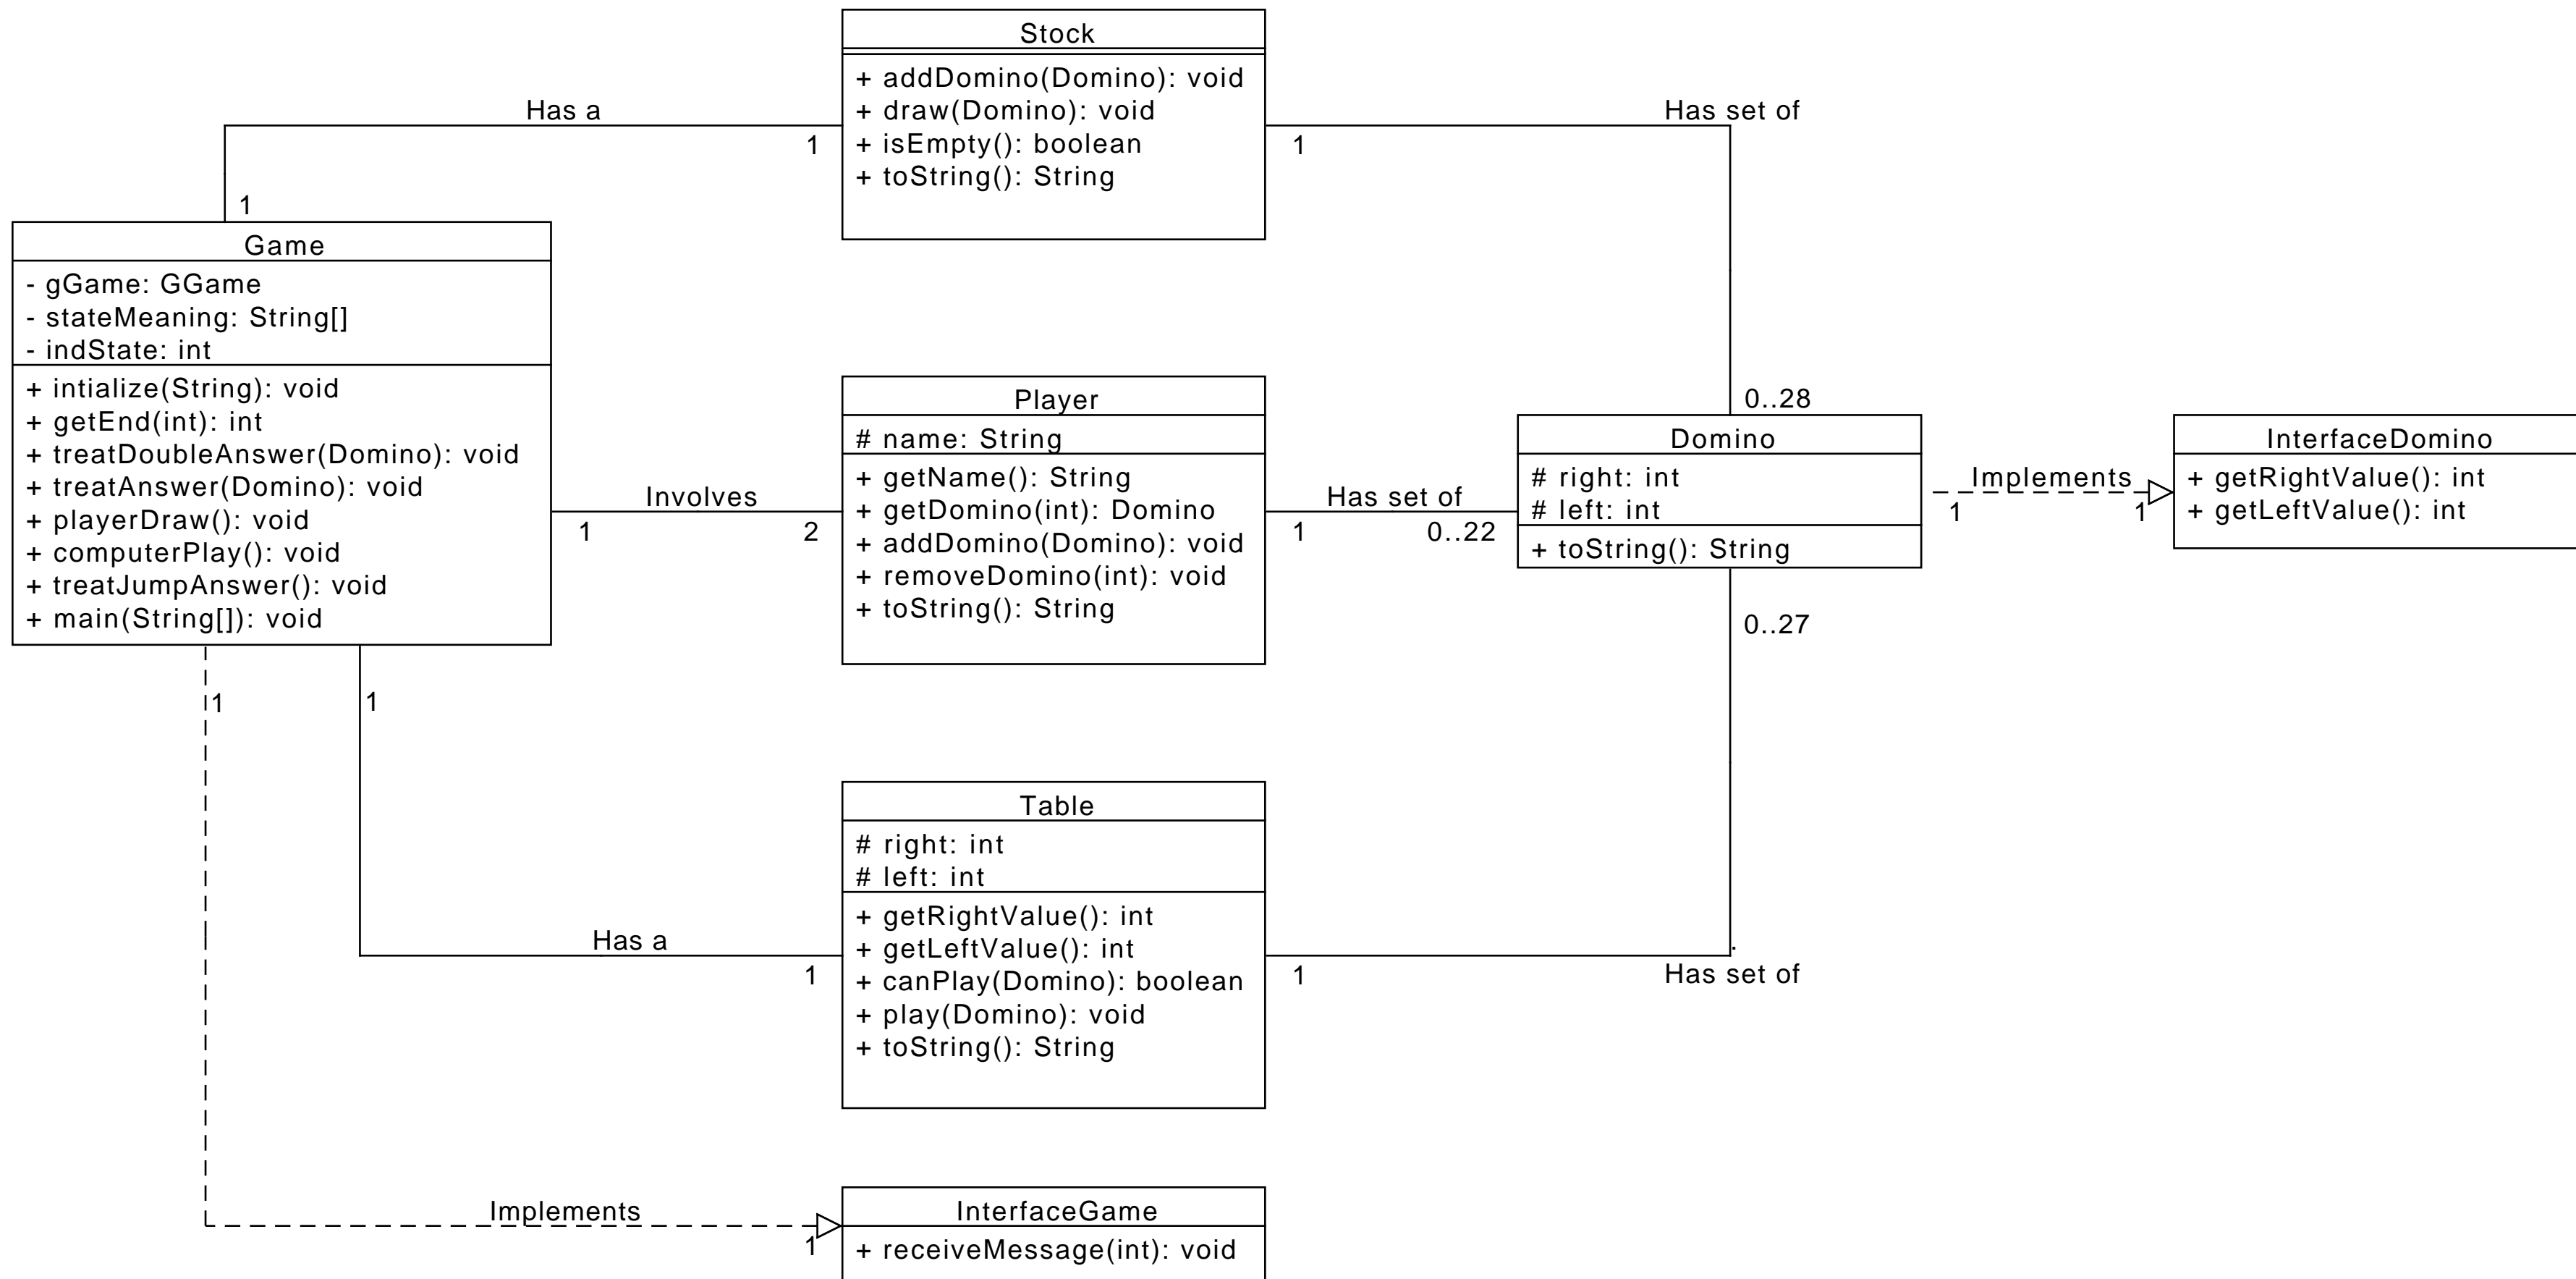 Stock
+ addDomino(Domino): void
+ draw(Domino): void
+ isEmpty(): boolean
+ toString(): String
Has a
1
1
Has set of
1
0..28
Game
- gGame: GGame
- stateMeaning: String[]
- indState: int
+ intialize(String): void
+ getEnd(int): int
+ treatDoubleAnswer(Domino): void
+ treatAnswer(Domino): void
+ playerDraw(): void
+ computerPlay(): void
+ treatJumpAnswer(): void
+ main(String[]): void
Involves
1
2
Player
# name: String
+ getName(): String
+ getDomino(int): Domino
+ addDomino(Domino): void
+ removeDomino(int): void
+ toString(): String
Has set of
1
0..22
Domino
# right: int
# left: int
+ toString(): String
Implements
1
1
InterfaceDomino
+ getRightValue(): int
+ getLeftValue(): int
0..27
1
1
Has a
1
Table
# right: int
# left: int
+ getRightValue(): int
+ getLeftValue(): int
+ canPlay(Domino): boolean
+ play(Domino): void
+ toString(): String
1
Has set of
Implements
1
InterfaceGame
+ receiveMessage(int): void